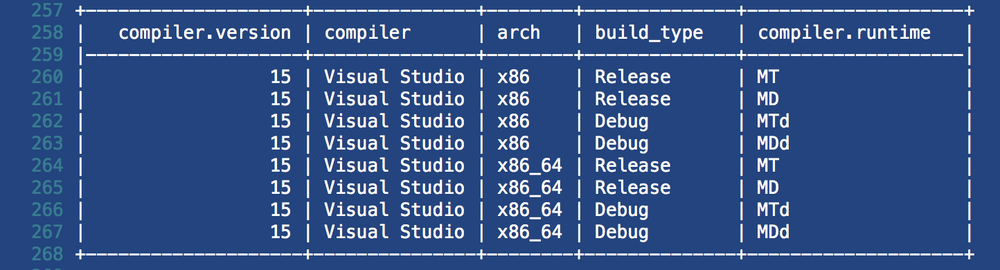 257 +--------------------+---------------+--------+--------------+--------------------+
258 |   compiler.version | compiler      | arch   | build_type   | compiler.runtime   |
259 |--------------------+---------------+--------+--------------+--------------------|
260 |                 15 | Visual Studio | x86    | Release      | MT                 |
261 |                 15 | Visual Studio | x86    | Release      | MD                 |
262 |                 15 | Visual Studio | x86    | Debug        | MTd                |
263 |                 15 | Visual Studio | x86    | Debug        | MDd                |
264 |                 15 | Visual Studio | x86_64 | Release      | MT                 |
265 |                 15 | Visual Studio | x86_64 | Release      | MD                 |
266 |                 15 | Visual Studio | x86_64 | Debug        | MTd                |
267 |                 15 | Visual Studio | x86_64 | Debug        | MDd                |
268 +--------------------+---------------+--------+--------------+--------------------+